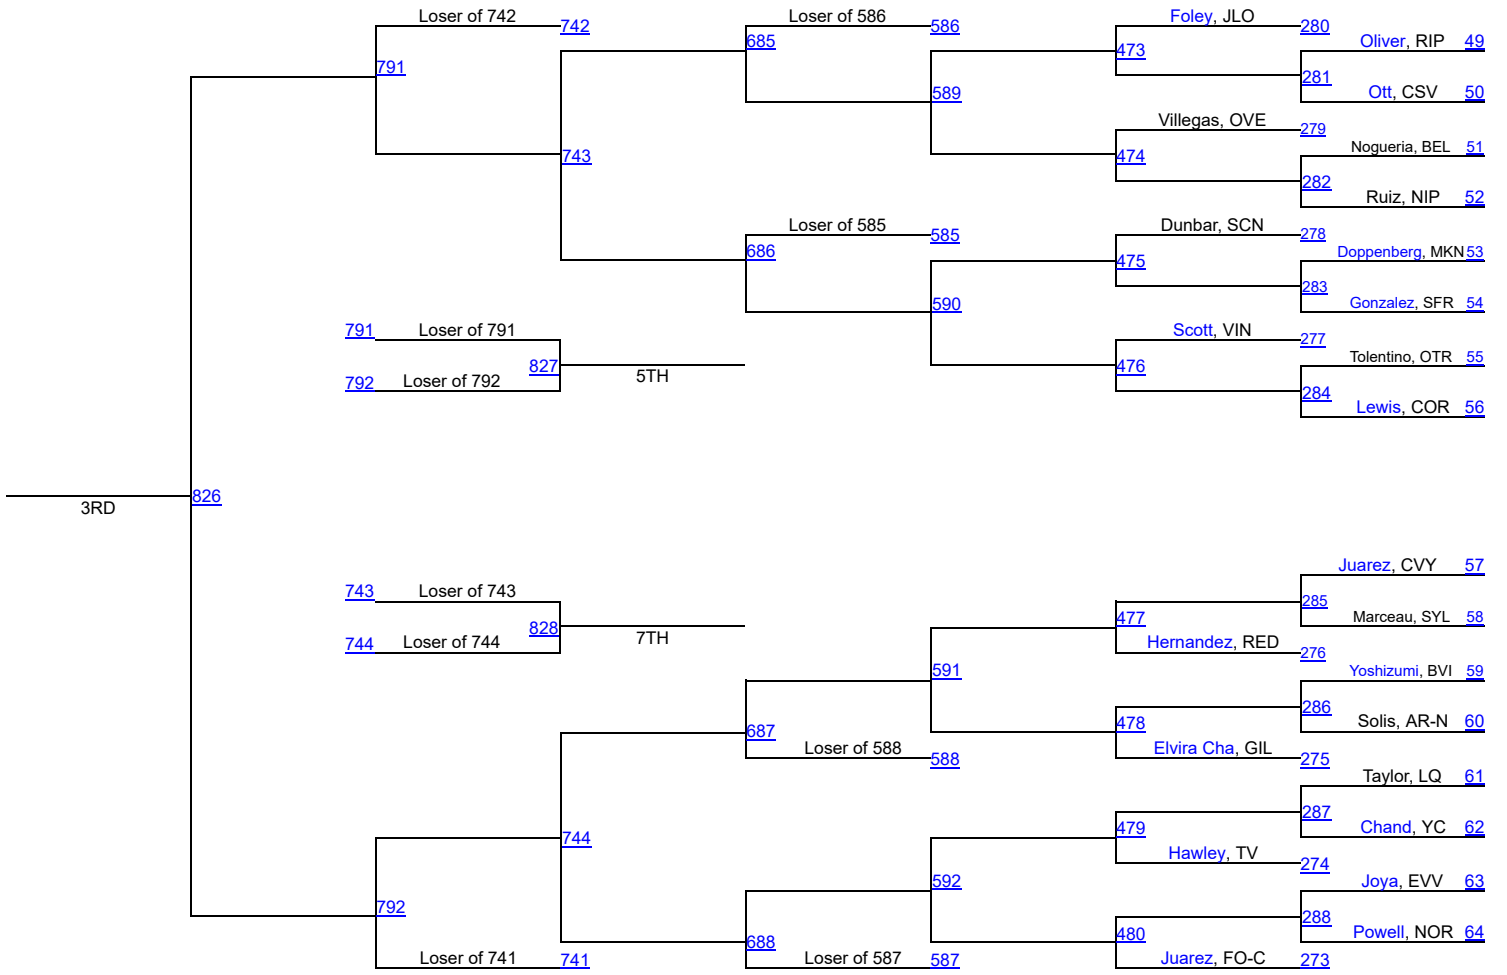 Loser of 742 742
Loser of 586 586
Foley, JLO 280
Oliver, RIP 49
685
473
791
281
589
Ott, CSV 50
Villegas, OVE 279
Nogueria, BEL 51
743
474
282
Ruiz, NIP 52
Loser of 585 585
Dunbar, SCN 278
686
Doppenberg, MKN 53
475
283
590
Gonzalez, SFR 54
791 Loser of 791
Scott, VIN 277
827
5TH
Tolentino, OTR 55
476
792 Loser of 792
284
Lewis, COR 56
826
3RD
Juarez, CVY 57
743 Loser of 743
285
477
Marceau, SYL 58
828
7TH
744 Loser of 744
Hernandez, RED 276
591
Yoshizumi, BVI 59
286
687
478
Solis, AR-N 60
Loser of 588 588
Elvira Cha, GIL 275
Taylor, LQ 61
287
744
479
Chand, YC 62
Hawley, TV 274
592
Joya, EVV 63
792
288
688
480
Powell, NOR 64
Loser of 741 741
Loser of 587 587
Juarez, FO-C 273